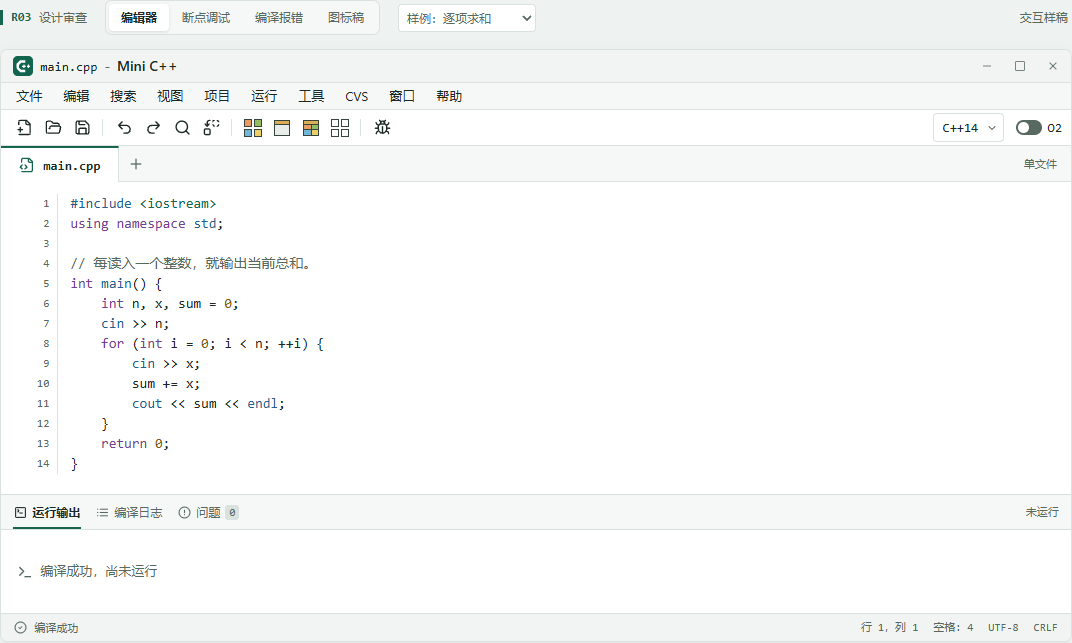 R03 设计审查 编辑器 断点调试 编译报错 图标稿 样例：逐项求和 交互样稿
main.cpp - Mini C++
文件 编辑 搜索 视图 项目 运行 工具 CVS 窗口 帮助
C++14 O2
main.cpp 单文件
1 #include <iostream>
2 using namespace std;
3
4 // 每读入一个整数，就输出当前总和。
5 int main() {
6     int n, x, sum = 0;
7     cin >> n;
8     for (int i = 0; i < n; ++i) {
9         cin >> x;
10         sum += x;
11         cout << sum << endl;
12     }
13     return 0;
14 }
运行输出 编译日志 问题 0 未运行
>_ 编译成功，尚未运行
编译成功 行 1，列 1 空格：4 UTF-8 CRLF